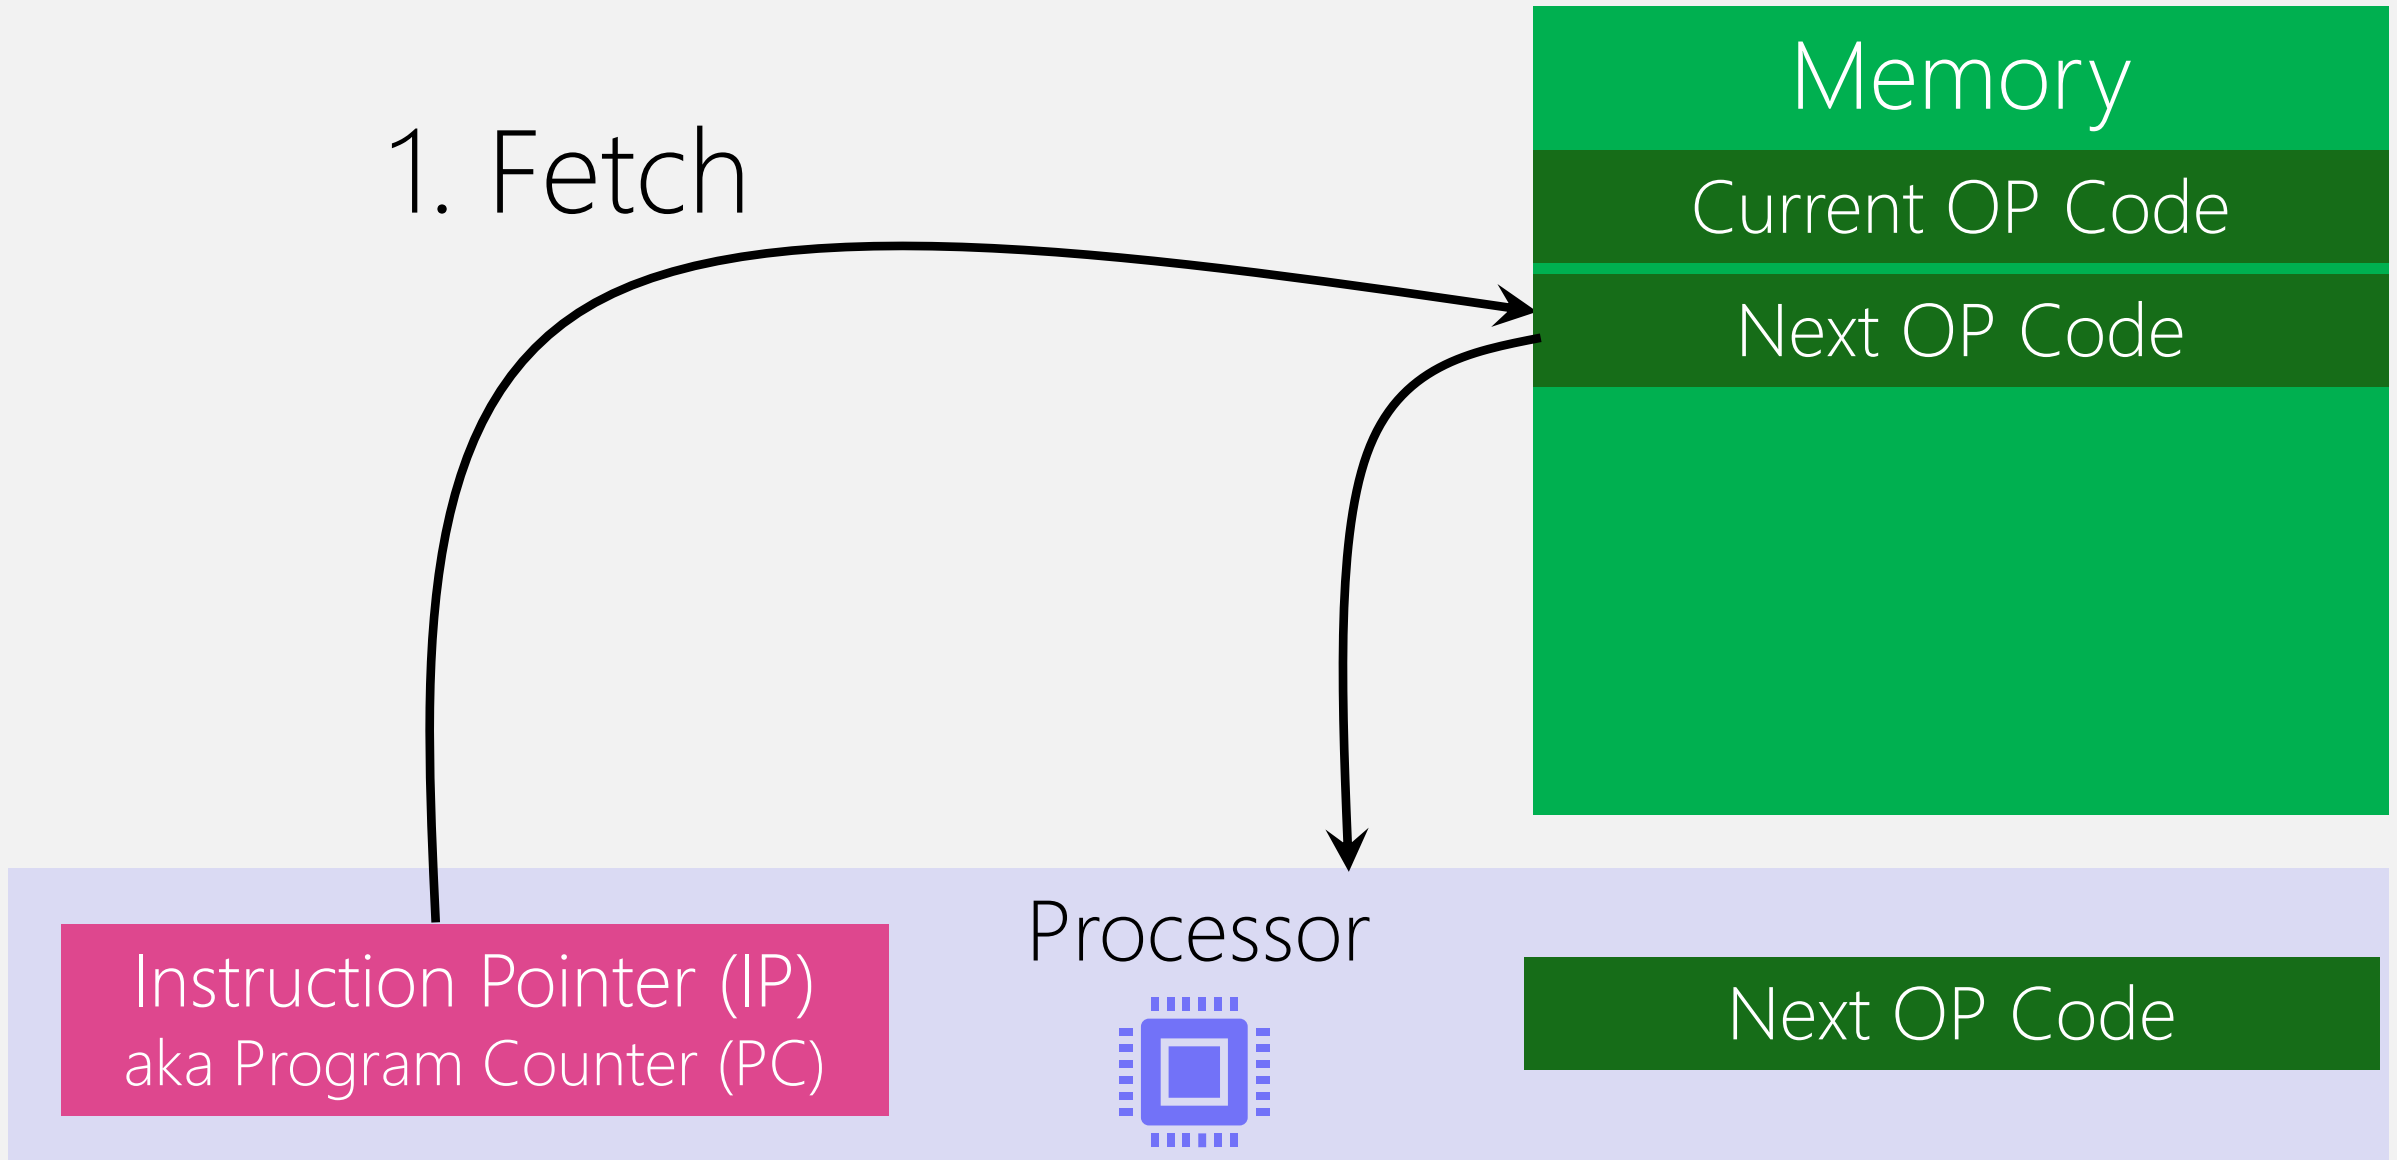 1. Fetch
Memory
Current OP Code
Next OP Code
Processor
Instruction Pointer (IP)
aka Program Counter (PC)
Next OP Code